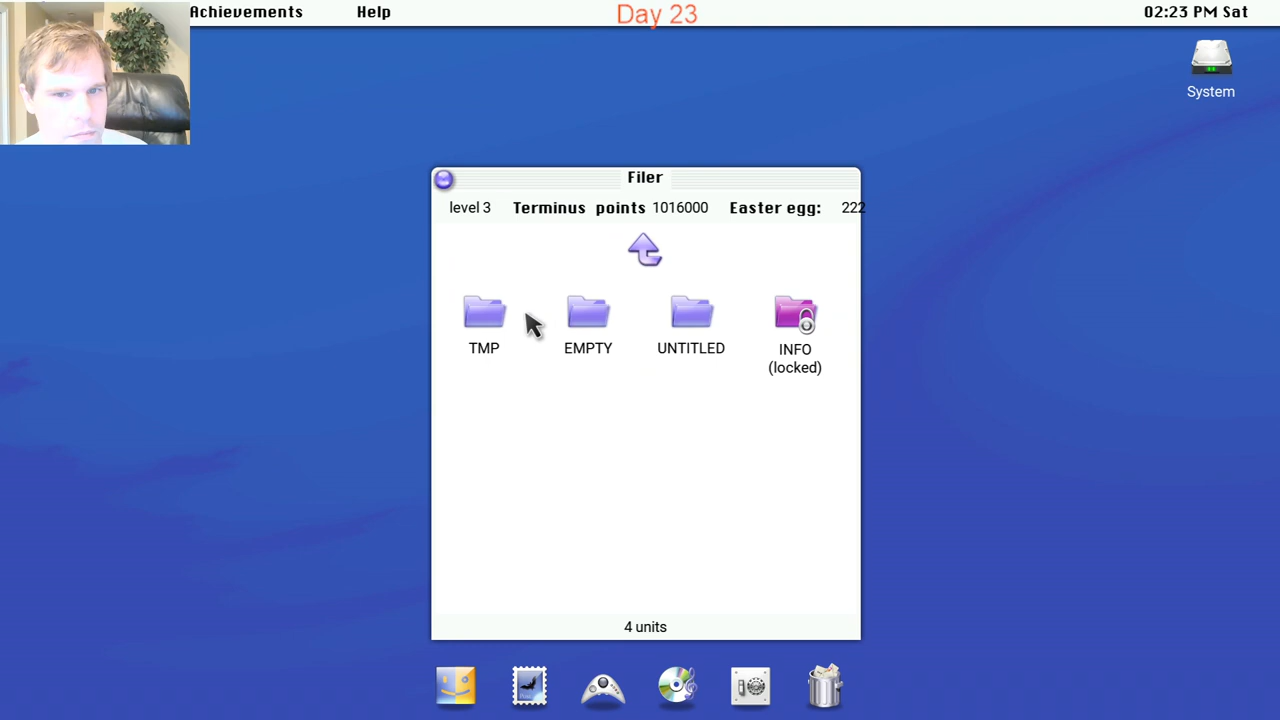 Achievements Help Day 23 02:23 PM Sat
System
Filer
level 3 Terminus points 1016000 Easter egg: 222
TMP EMPTY UNTITLED INFO
(locked)
4 units